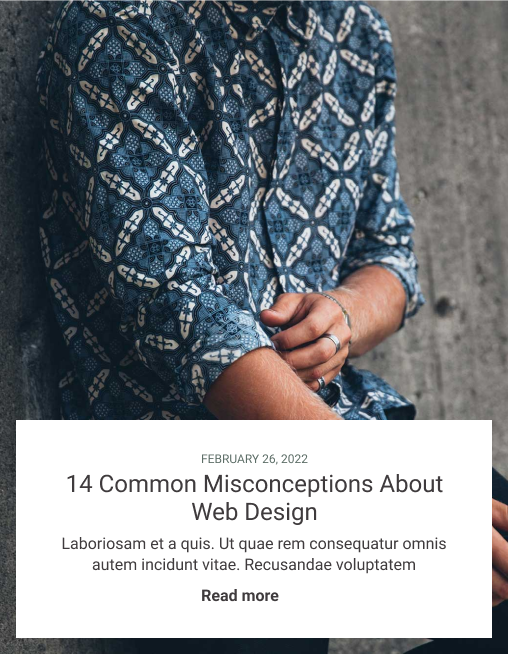 FEBRUARY 26, 2022
14 Common Misconceptions About
Web Design
Laboriosam et a quis. Ut quae rem consequatur omnis
autem incidunt vitae. Recusandae voluptatem
Read more